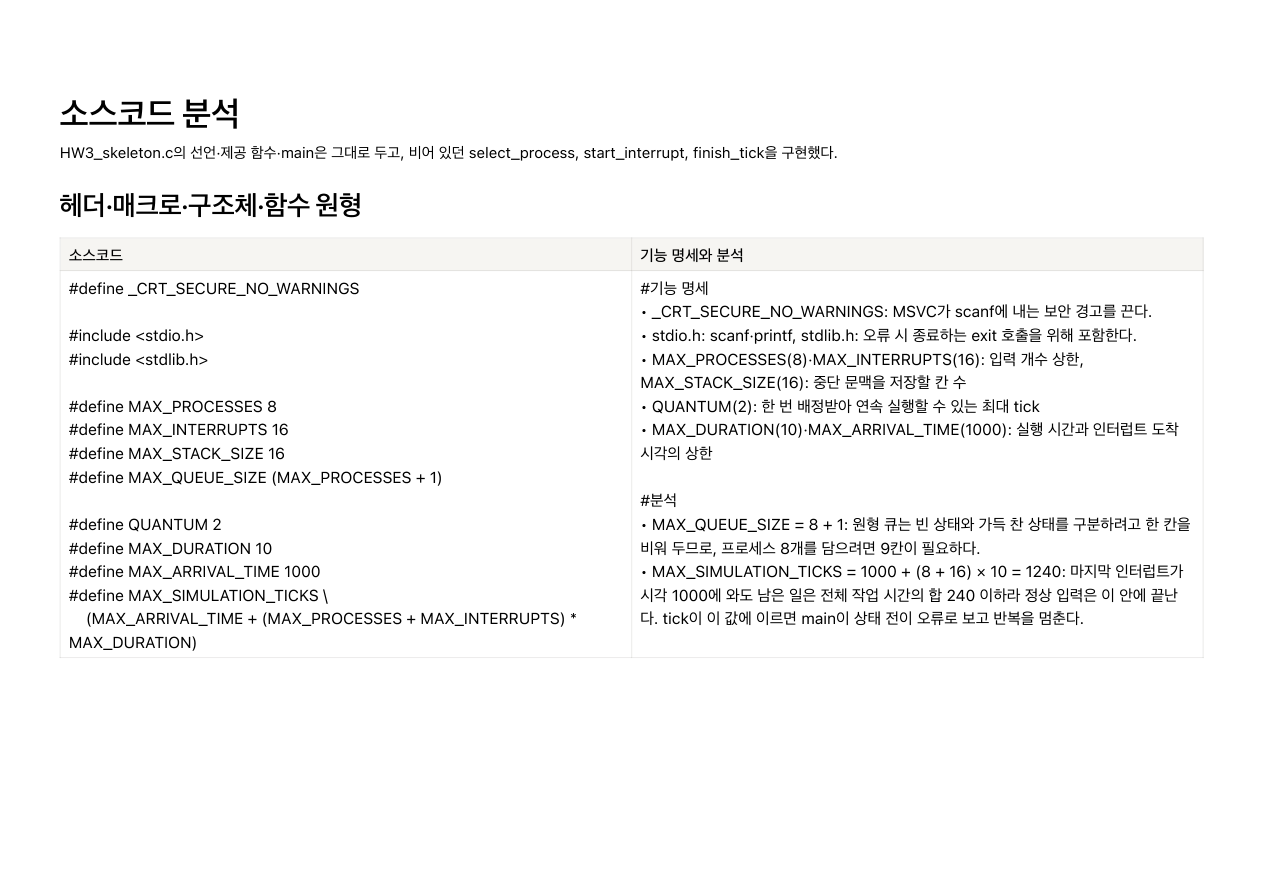 소스코드 분석
HW3_skeleton.c의 선언·제공 함수·main은 그대로 두고, 비어 있던 select_process, start_interrupt, finish_tick을 구현했다.
헤더·매크로·구조체·함수 원형
소스코드
#define _CRT_SECURE_NO_WARNINGS
#include <stdio.h>
#include <stdlib.h>
#define MAX_PROCESSES 8
#define MAX_INTERRUPTS 16
#define MAX_STACK_SIZE 16
#define MAX_QUEUE_SIZE (MAX_PROCESSES + 1)
#define QUANTUM 2
#define MAX_DURATION 10
#define MAX_ARRIVAL_TIME 1000
#define MAX_SIMULATION_TICKS \
(MAX_ARRIVAL_TIME + (MAX_PROCESSES + MAX_INTERRUPTS) *
MAX_DURATION)
기능 명세와 분석
#기능 명세
• _CRT_SECURE_NO_WARNINGS: MSVC가 scanf에 내는 보안 경고를 끈다.
• stdio.h: scanf·printf, stdlib.h: 오류 시 종료하는 exit 호출을 위해 포함한다.
• MAX_PROCESSES(8)·MAX_INTERRUPTS(16): 입력 개수 상한,
MAX_STACK_SIZE(16): 중단 문맥을 저장할 칸 수
• QUANTUM(2): 한 번 배정받아 연속 실행할 수 있는 최대 tick
• MAX_DURATION(10)·MAX_ARRIVAL_TIME(1000): 실행 시간과 인터럽트 도착
시각의 상한
#분석
• MAX_QUEUE_SIZE = 8 + 1: 원형 큐는 빈 상태와 가득 찬 상태를 구분하려고 한 칸을
비워 두므로, 프로세스 8개를 담으려면 9칸이 필요하다.
• MAX_SIMULATION_TICKS = 1000 + (8 + 16) × 10 = 1240: 마지막 인터럽트가
시각 1000에 와도 남은 일은 전체 작업 시간의 합 240 이하라 정상 입력은 이 안에 끝난
다. tick이 이 값에 이르면 main이 상태 전이 오류로 보고 반복을 멈춘다.